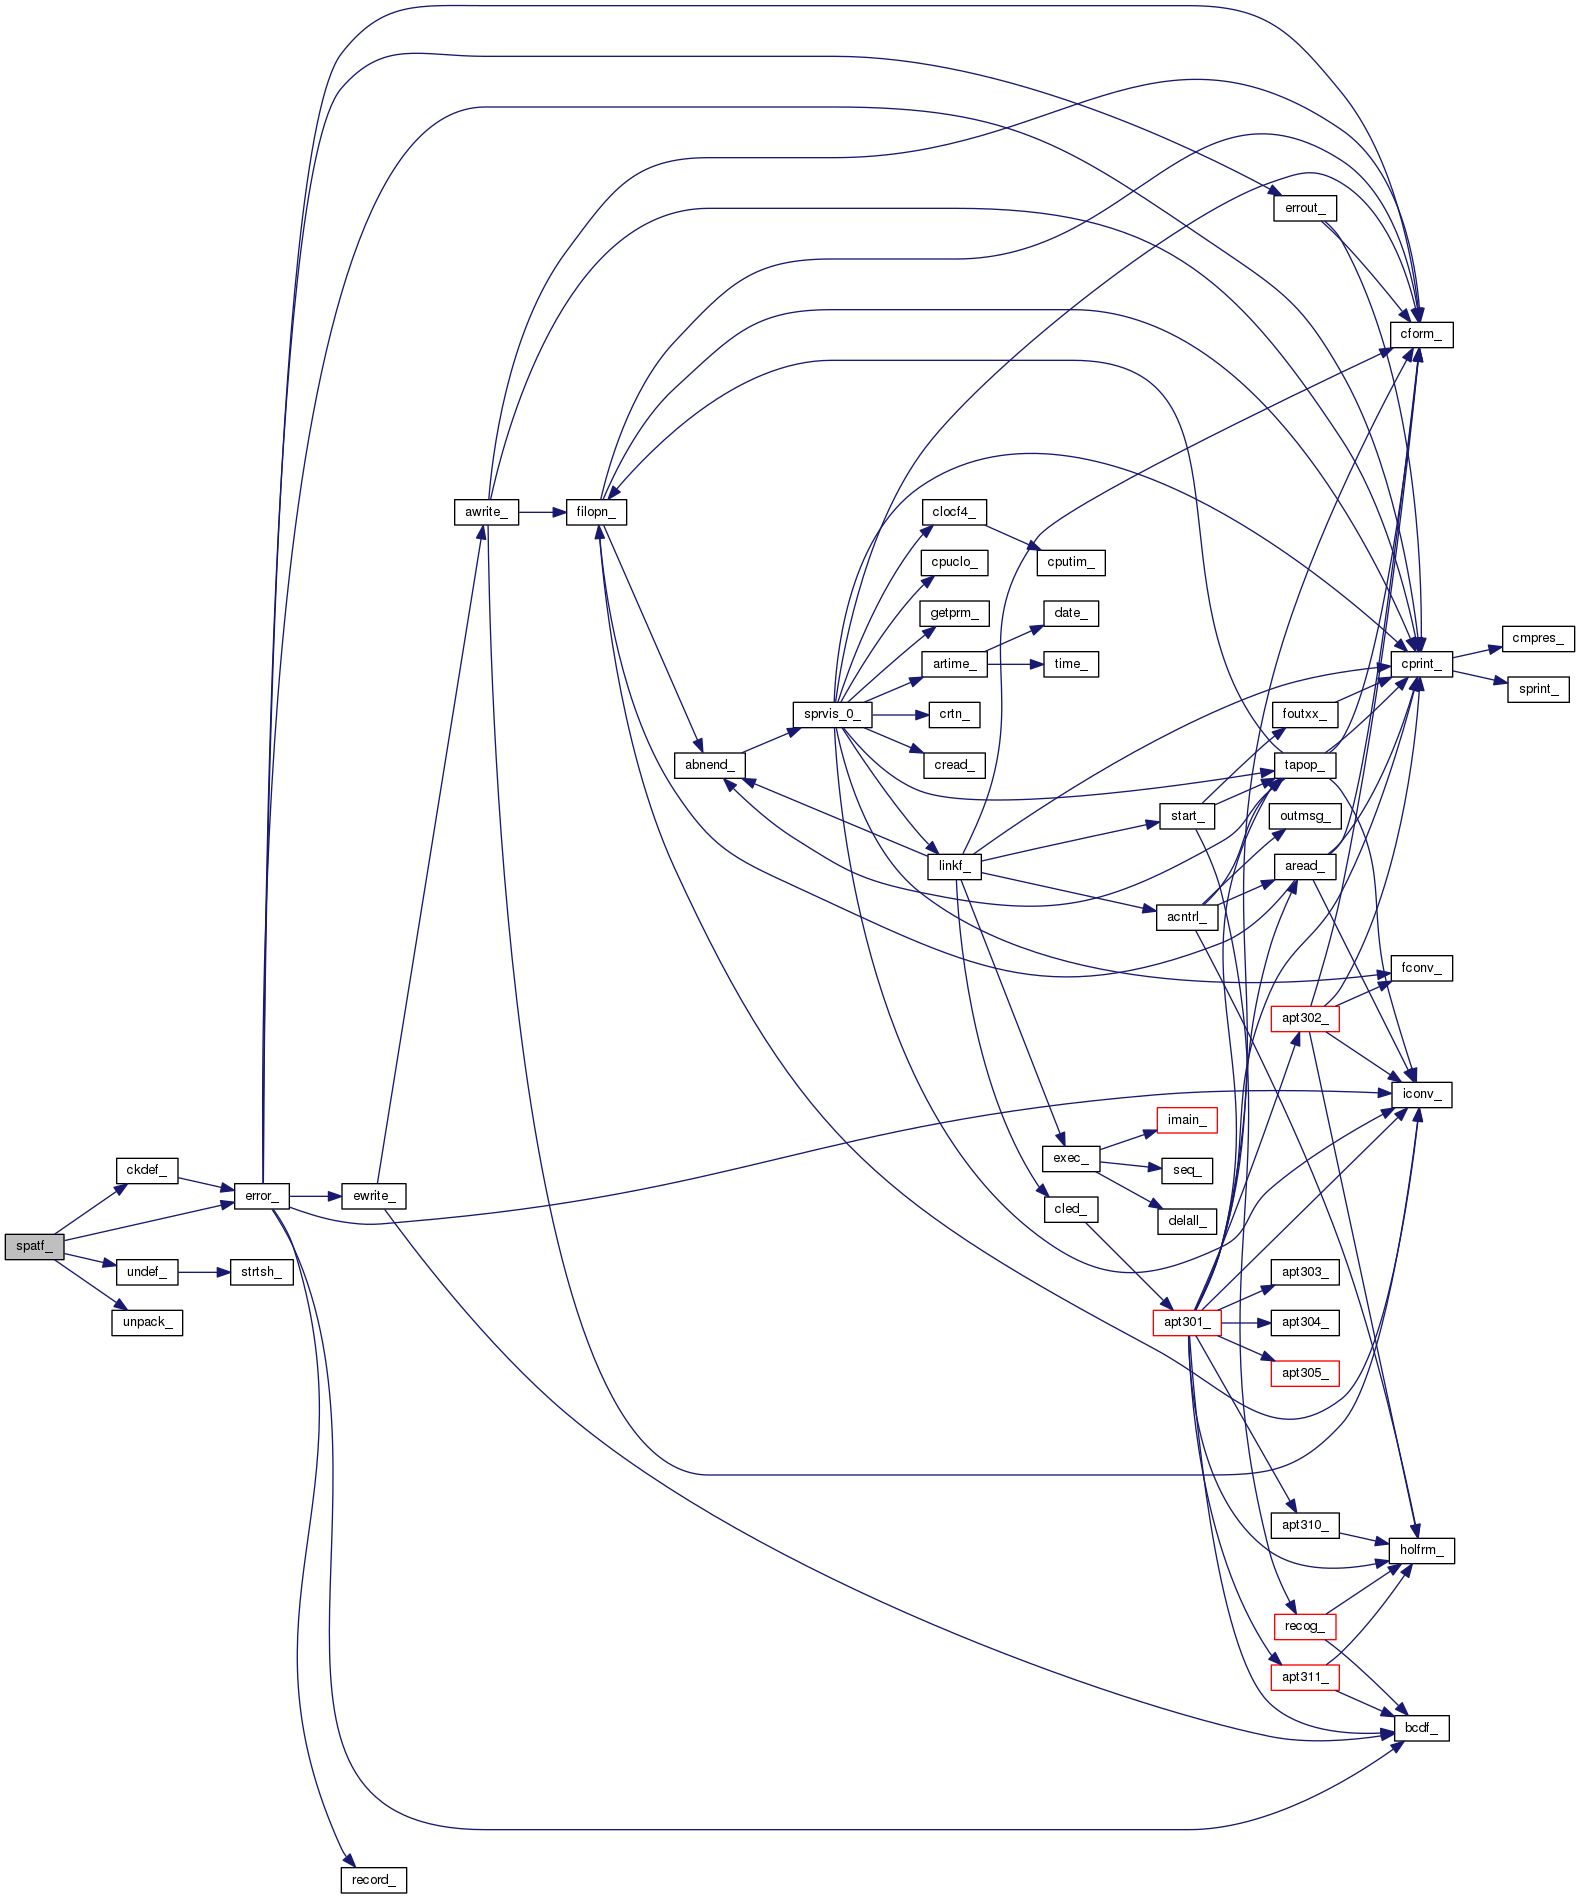 errout_
cform_
awrite_
filopn_
clocf4_
cpuclo_
cputim_
getprm_
date_
cmpres_
artime_
time_
cprint_
sprint_
sprvis_0_
crtn_
foutxx_
abnend_
cread_
tapop_
start_
outmsg_
linkf_
aread_
acntrl_
fconv_
apt302_
iconv_
imain_
exec_
seq_
ckdef_
error_
ewrite_
cled_
delall_
spatf_
undef_
strtsh_
apt303_
unpack_
apt301_
apt304_
apt305_
apt310_
holfrm_
recog_
apt311_
bcdf_
record_